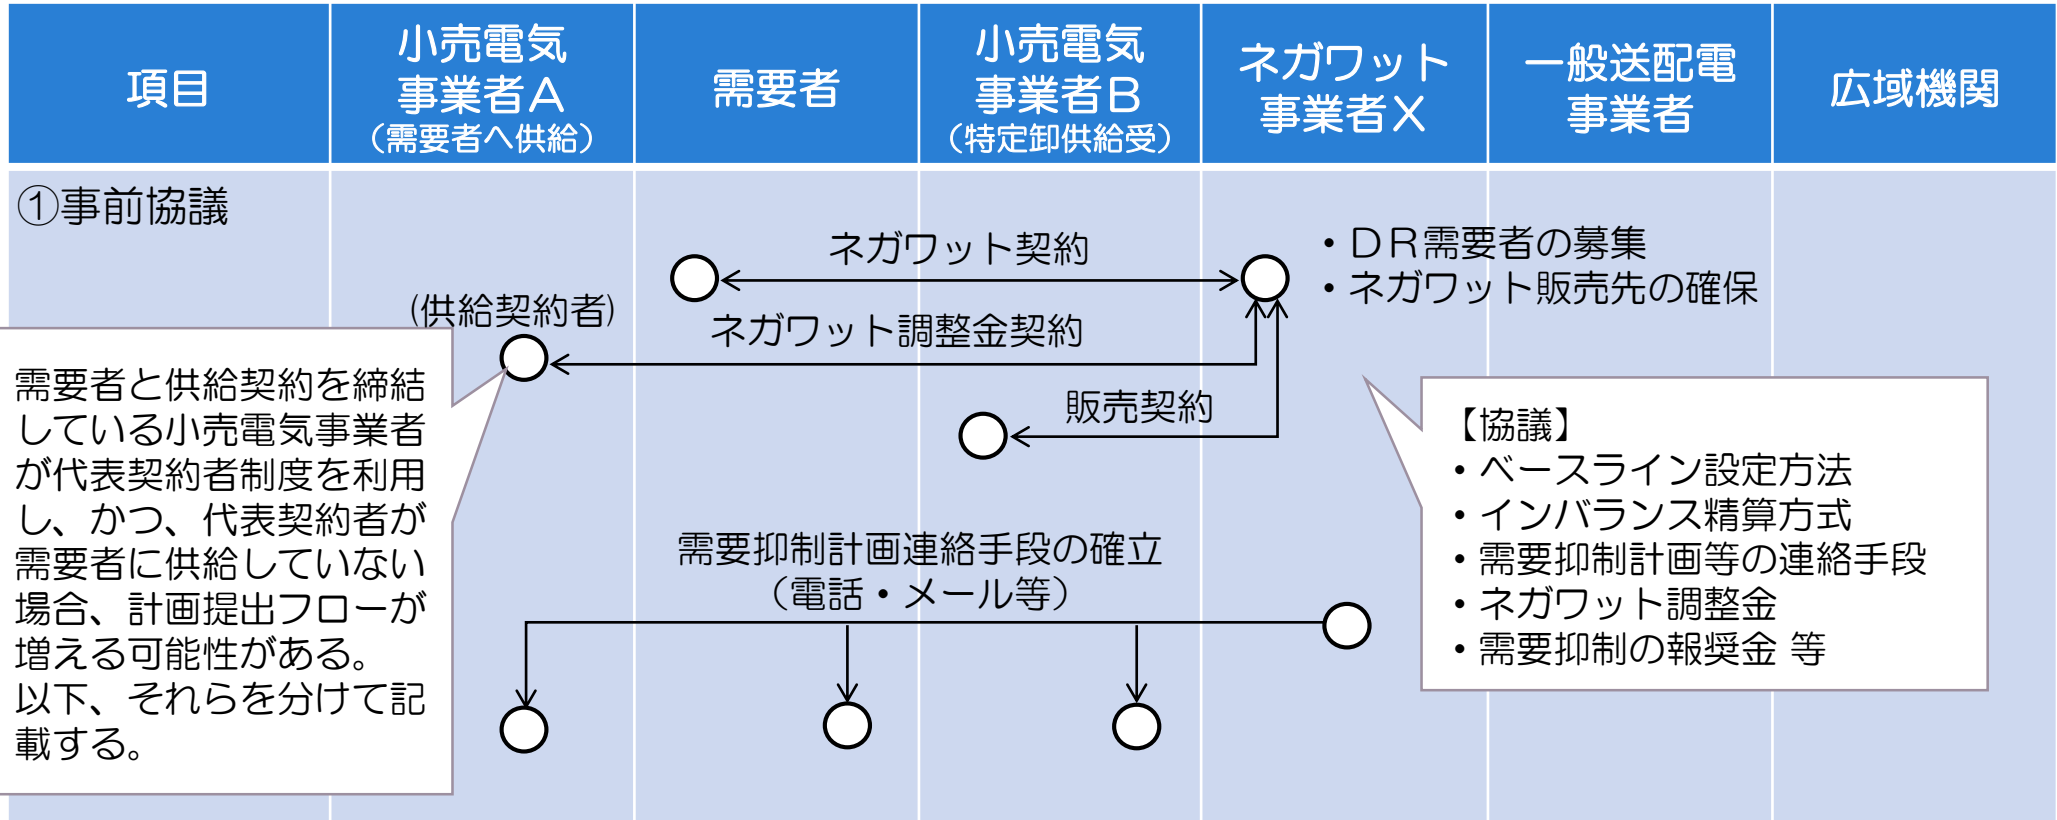 項目
小売電気
事業者A
（需要者へ供給）
需要者
小売電気
事業者B
（特定卸供給受）
ネガワット
事業者X
一般送配電
事業者
広域機関
①事前協議
ネガワット契約
・DR需要者の募集
・ネガワット販売先の確保
(供給契約者)
ネガワット調整金契約
販売契約
需要者と供給契約を締結
している小売電気事業者
が代表契約者制度を利用
し、かつ、代表契約者が
需要者に供給していない
場合、計画提出フローが
増える可能性がある。
以下、それらを分けて記
載する。
【協議】
・ベースライン設定方法
・インバランス精算方式
・需要抑制計画等の連絡手段
・ネガワット調整金
・需要抑制の報奨金 等
需要抑制計画連絡手段の確立
（電話・メール等）